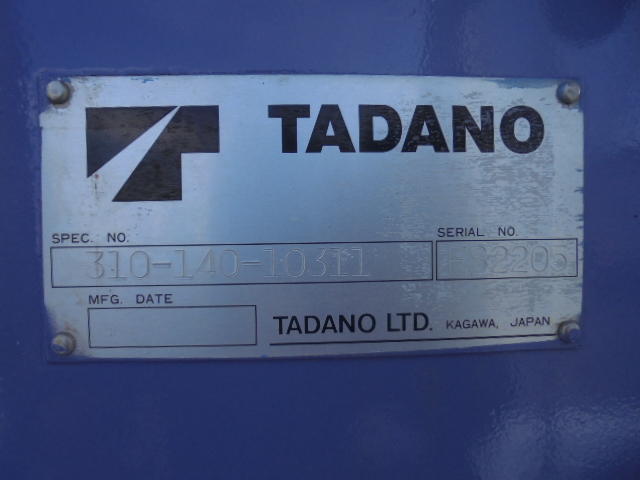 TADANO
SPEC. NO.
310-140-10311
SERIAL NO.
MFG. DATE
TADANO LTD. KAGAWA, JAPAN